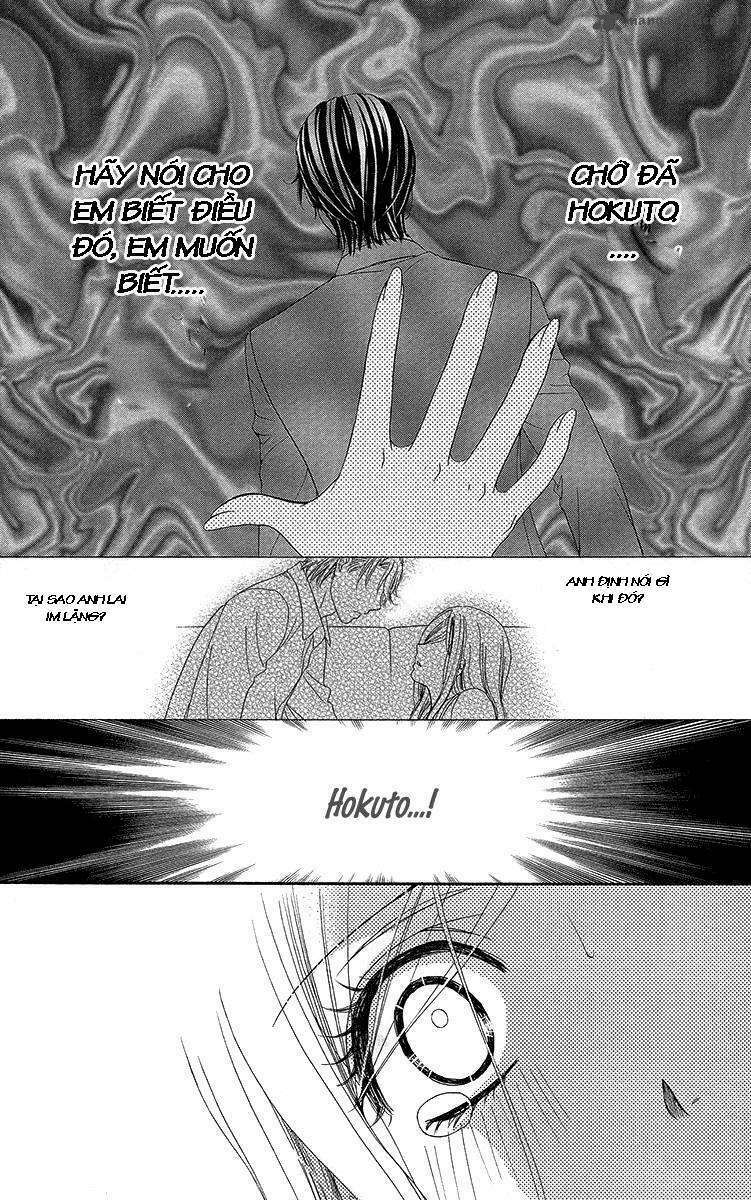 CHỜ ĐÃ
HOKUTO
....
HÃY NÓI CHO
EM BIẾT ĐIỀU
ĐÓ, EM MUỐN
BIẾT.....
ANH ĐỊNH NÓI GÌ
KHI ĐÓ?
TẠI SAO ANH LẠI
IM LẶNG?
Hokuto...!